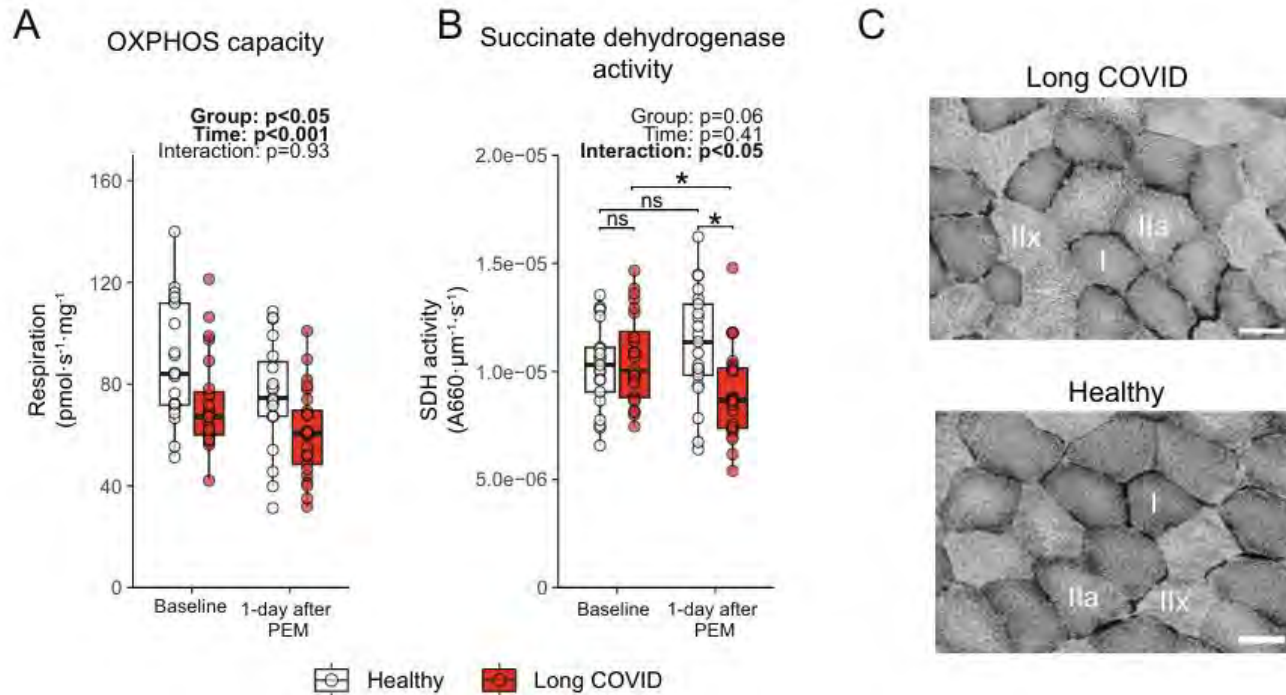 A
OXPHOS capacity
Group: p<0.05
Time: p<0.001
Interaction: p=0.93
160
120
80
40
0
Respiration
(pmol·s⁻¹·mg⁻¹)
Baseline
1-day after
PEM
B
Succinate dehydrogenase
activity
Group: p=0.06
Time: p=0.41
Interaction: p<0.05
2.0e−05
1.5e−05
1.0e−05
5.0e−06
0
SDH activity
(A660·µm⁻¹·s⁻¹)
*
ns
ns
*
Baseline
1-day after
PEM
Healthy
Long COVID
C
Long COVID
IIx
IIa
I
Healthy
I
IIa
IIx